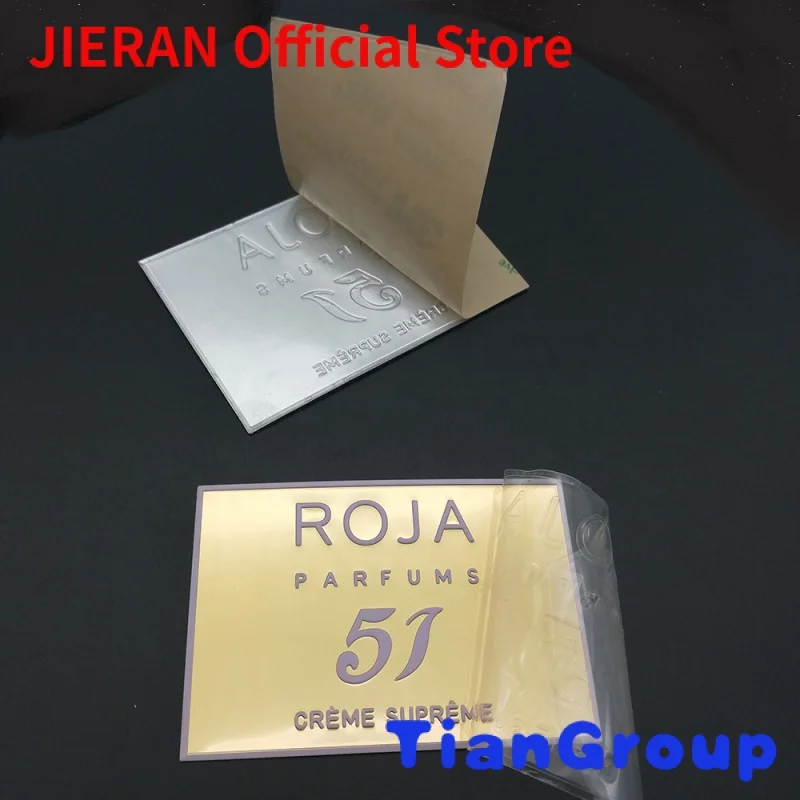 JIERAN Official Store
ROJA
PARFUMS
51
CRÈME SUPRÊME
TianGroup